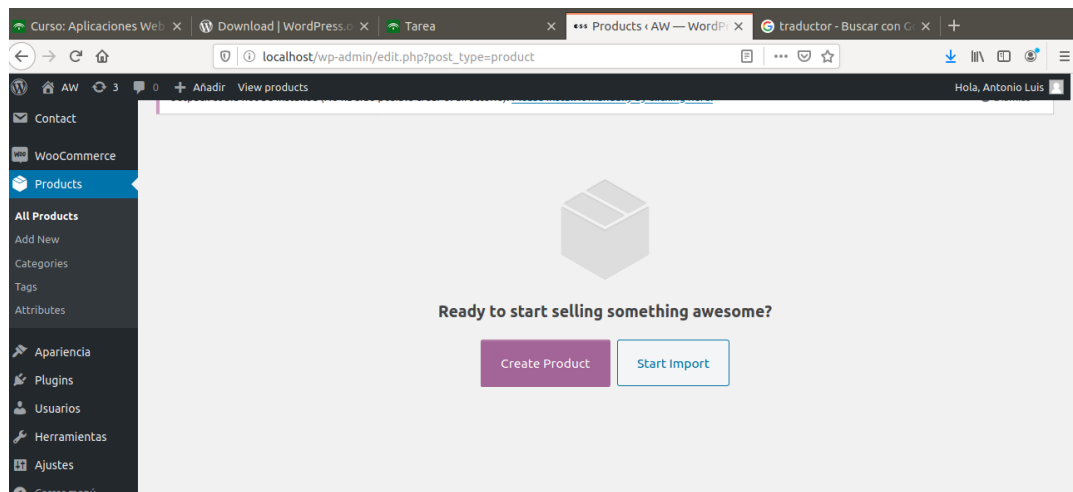 Curso: Aplicaciones Web
Download | WordPress.o
Tarea
Products ‹ AW — WordPr
traductor - Buscar con Go
localhost/wp-admin/edit.php?post_type=product
AW 3 0 + Añadir View products
Hola, Antonio Luis
Contact
WooCommerce
Products
All Products
Add New
Categories
Tags
Attributes
Apariencia
Plugins
Usuarios
Herramientas
Ajustes
Ready to start selling something awesome?
Create Product
Start Import